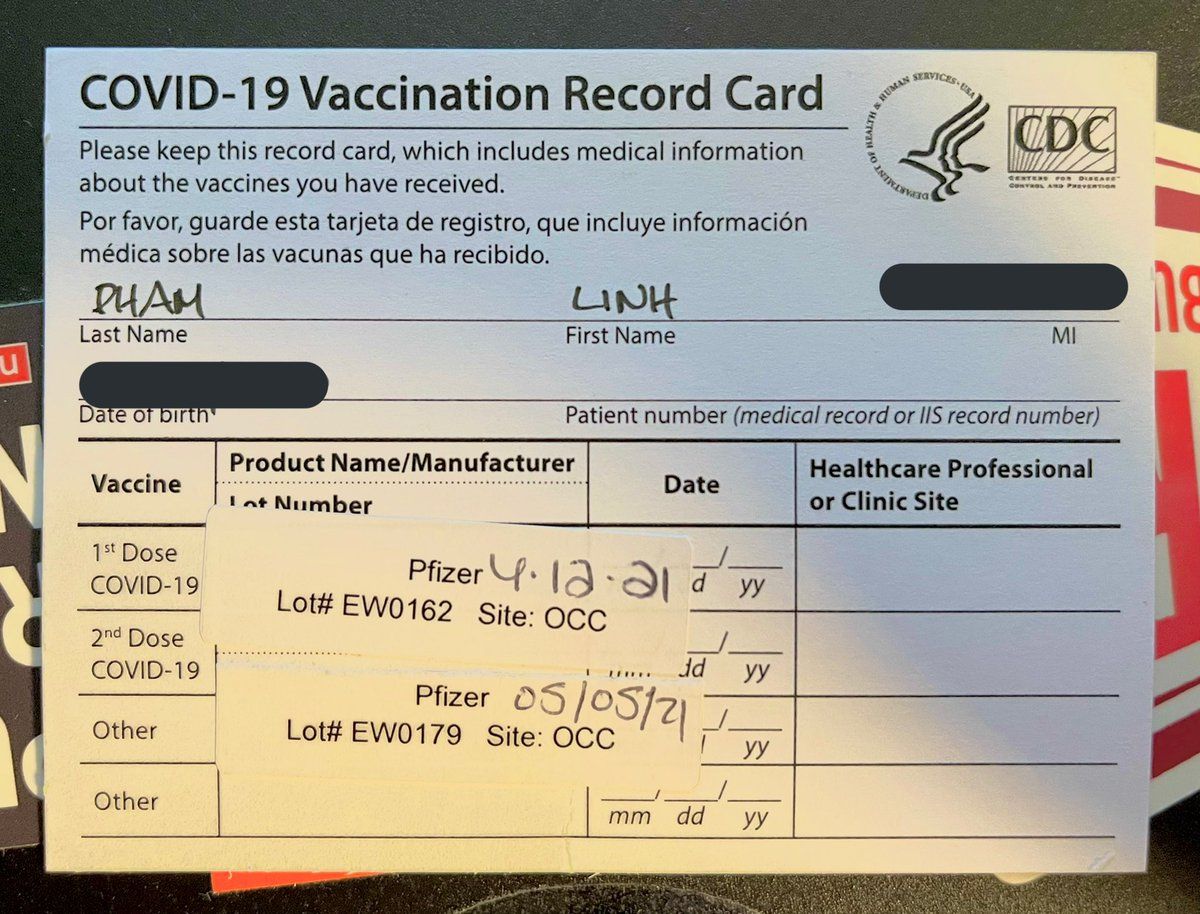 COVID-19 Vaccination Record Card
DEPARTMENT OF HEALTH & HUMAN SERVICES · USA
CDC
CENTERS FOR DISEASE
CONTROL AND PREVENTION
Please keep this record card, which includes medical information
about the vaccines you have received.
Por favor, guarde esta tarjeta de registro, que incluye información
médica sobre las vacunas que ha recibido.
PHAM LINH
Last Name First Name MI
Date of birth Patient number (medical record or IIS record number)
Vaccine Product Name/Manufacturer Date Healthcare Professional
Lot Number or Clinic Site
1st Dose
COVID-19
Pfizer 4.12.21 d yy
Lot# EW0162 Site: OCC
2nd Dose
COVID-19
dd yy
Pfizer 05/05/21
Other Lot# EW0179 Site: OCC yy
Other mm dd yy
u